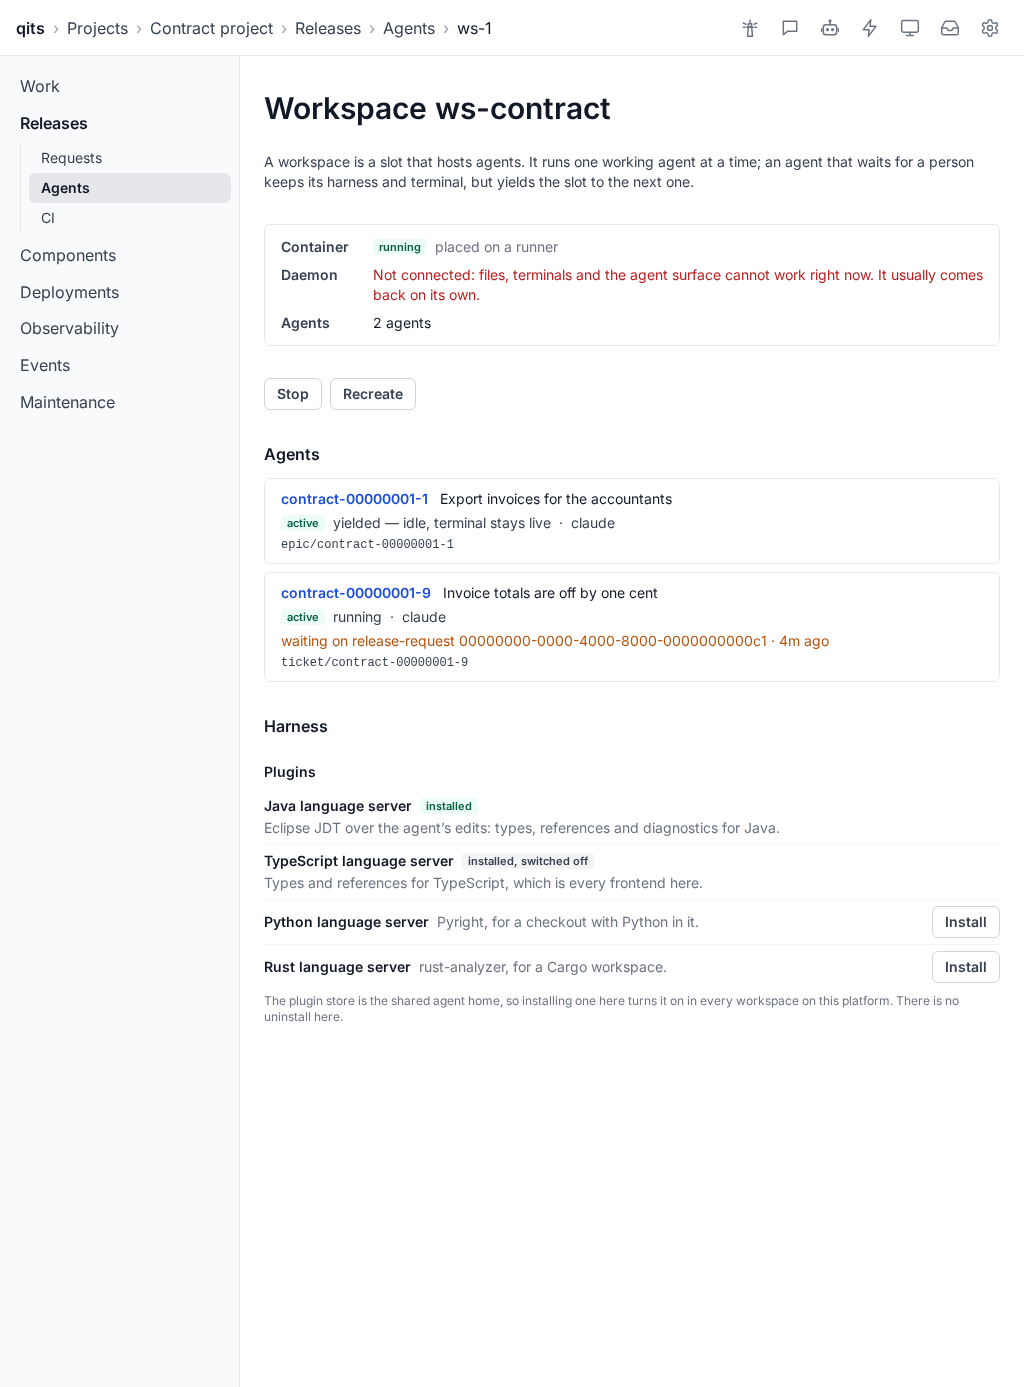 qits › Projects › Contract project › Releases › Agents › ws-1
Work
Releases
Requests
Agents
CI
Components
Deployments
Observability
Events
Maintenance
Workspace ws-contract
A workspace is a slot that hosts agents. It runs one working agent at a time; an agent that waits for a person
keeps its harness and terminal, but yields the slot to the next one.
Container running placed on a runner
Daemon Not connected: files, terminals and the agent surface cannot work right now. It usually comes
back on its own.
Agents 2 agents
Stop Recreate
Agents
contract-00000001-1 Export invoices for the accountants
active yielded — idle, terminal stays live · claude
epic/contract-00000001-1
contract-00000001-9 Invoice totals are off by one cent
active running · claude
waiting on release-request 00000000-0000-4000-8000-0000000000c1 · 4m ago
ticket/contract-00000001-9
Harness
Plugins
Java language server installed
Eclipse JDT over the agent’s edits: types, references and diagnostics for Java.
TypeScript language server installed, switched off
Types and references for TypeScript, which is every frontend here.
Python language server Pyright, for a checkout with Python in it. Install
Rust language server rust-analyzer, for a Cargo workspace. Install
The plugin store is the shared agent home, so installing one here turns it on in every workspace on this platform. There is no
uninstall here.